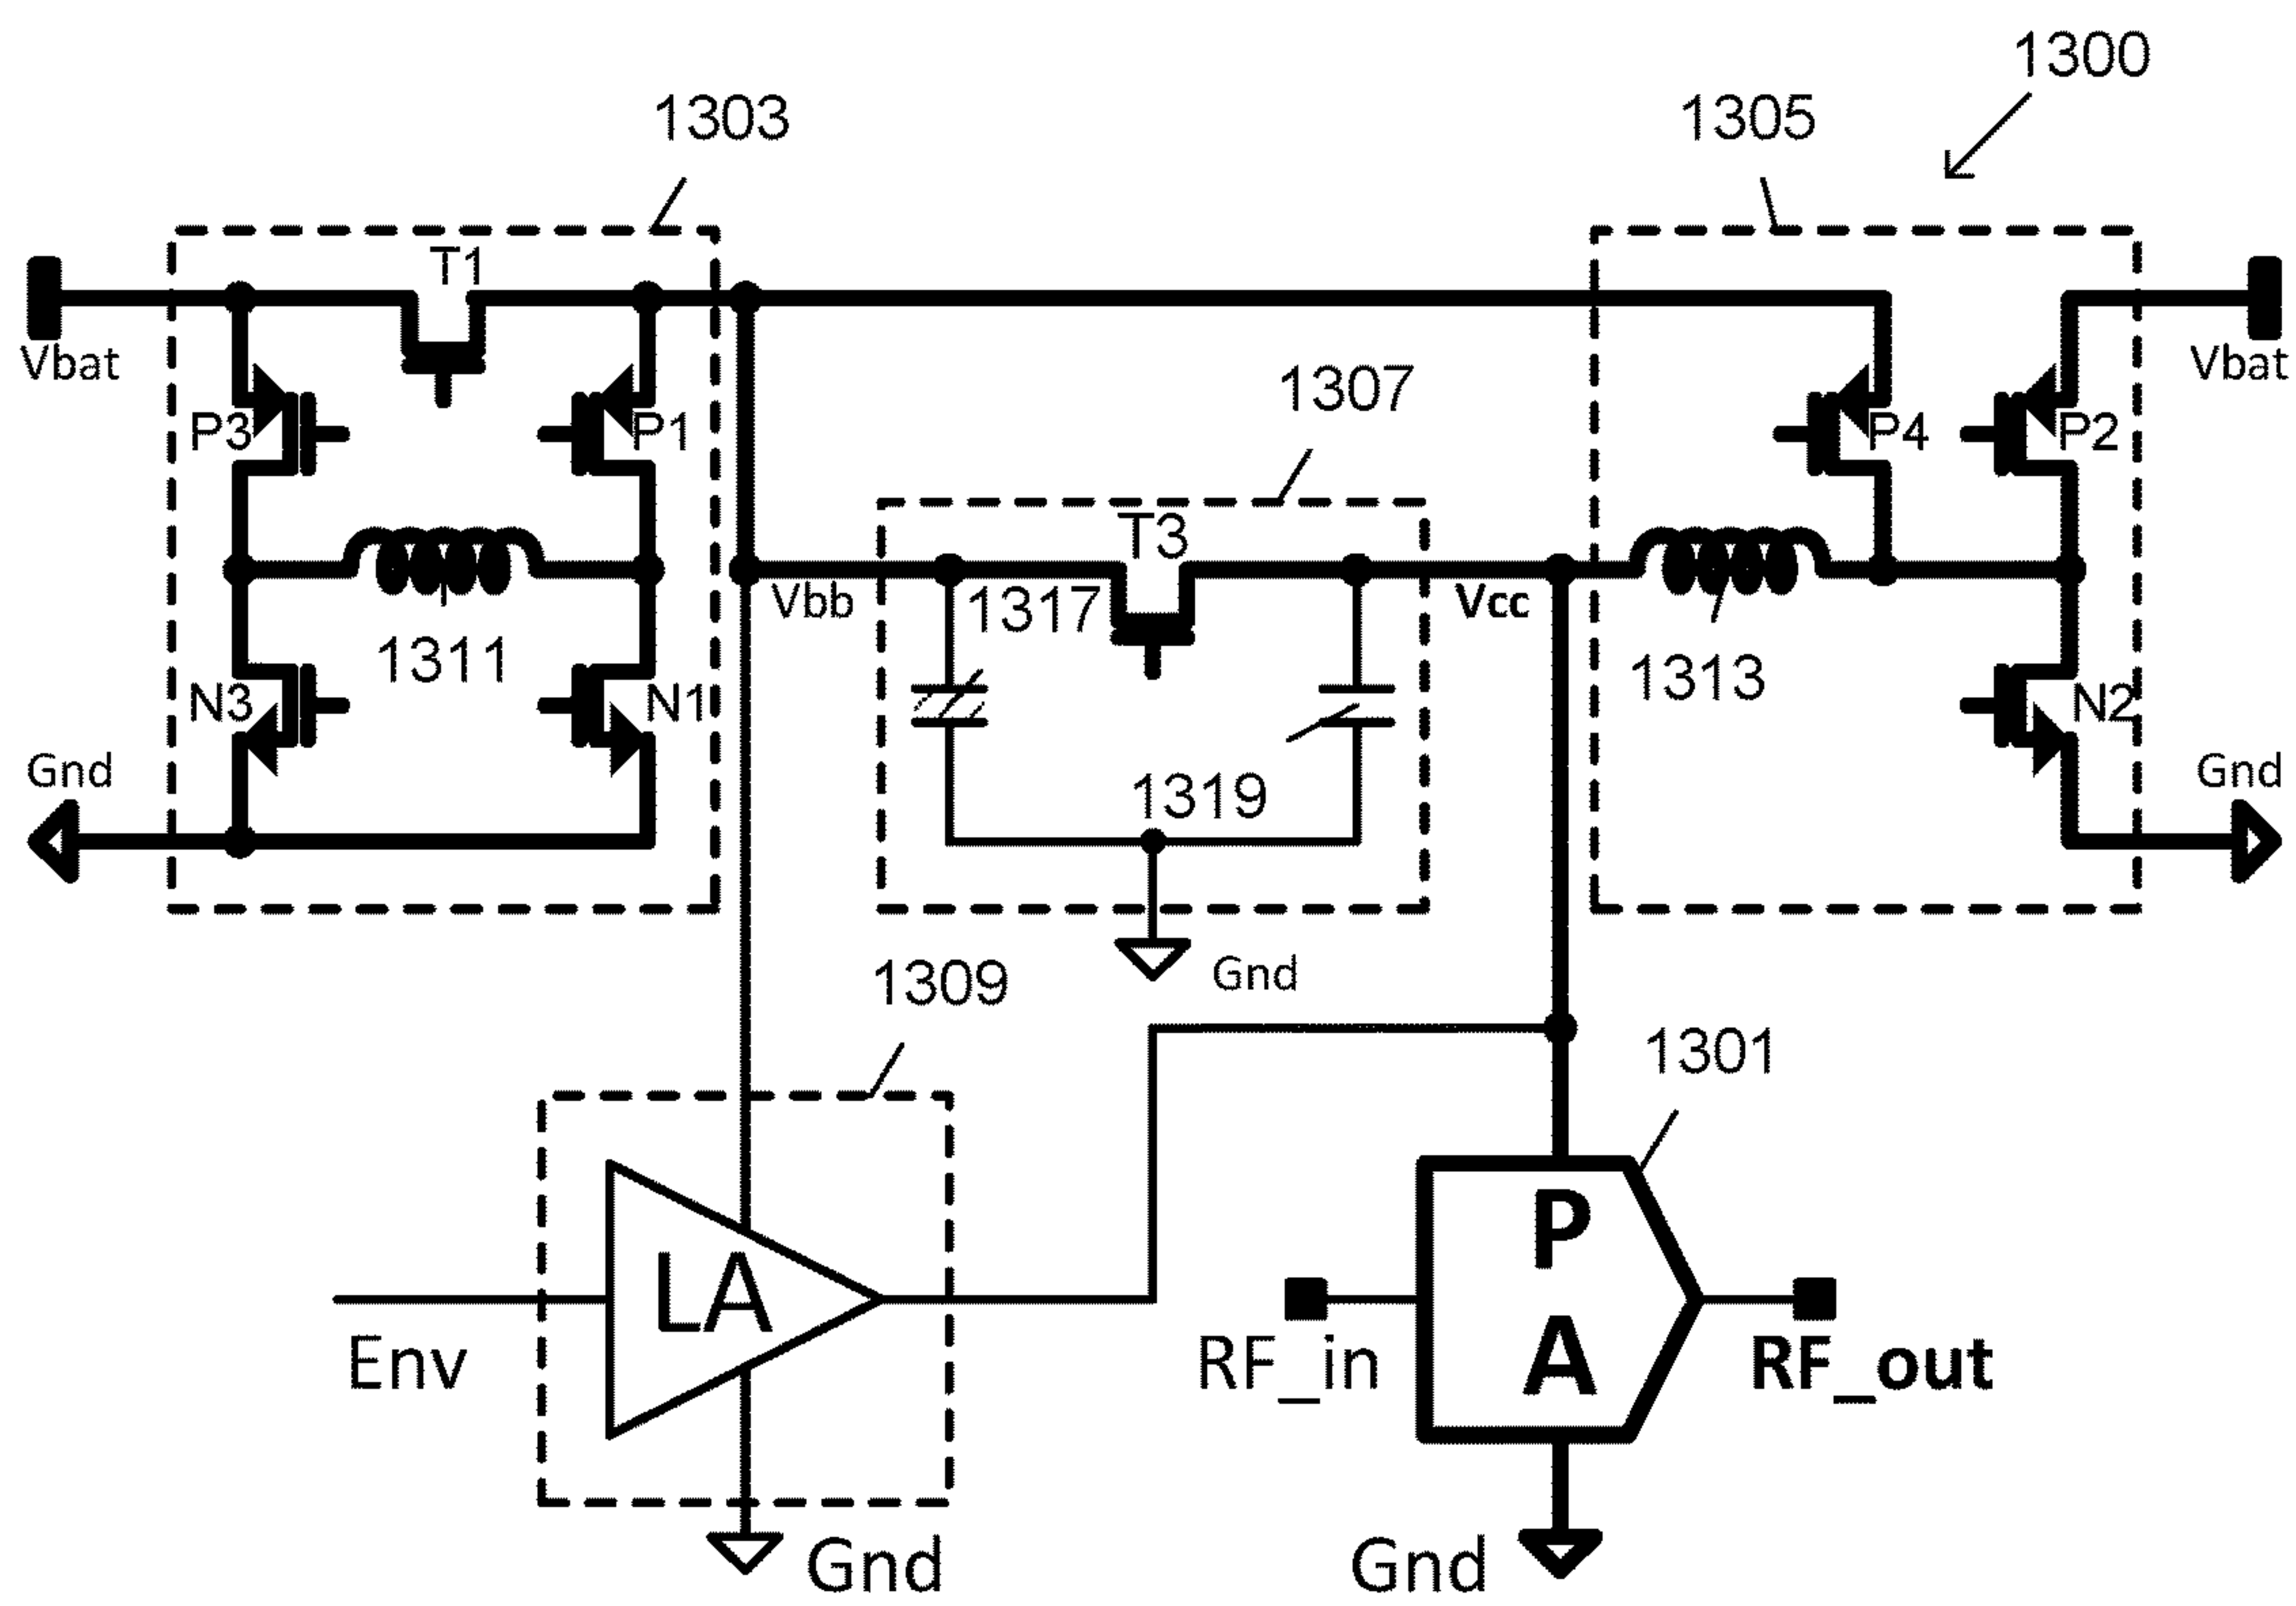 1300
1303
1305
T1
Vbat
Vbat
1307
P3
P1
P4
P2
T3
Vbb
1317
Vcc
1311
1313
N3
N1
N2
Gnd
1319
Gnd
Gnd
1309
1301
LA
P
A
Env
RF_in
RF_out
Gnd
Gnd